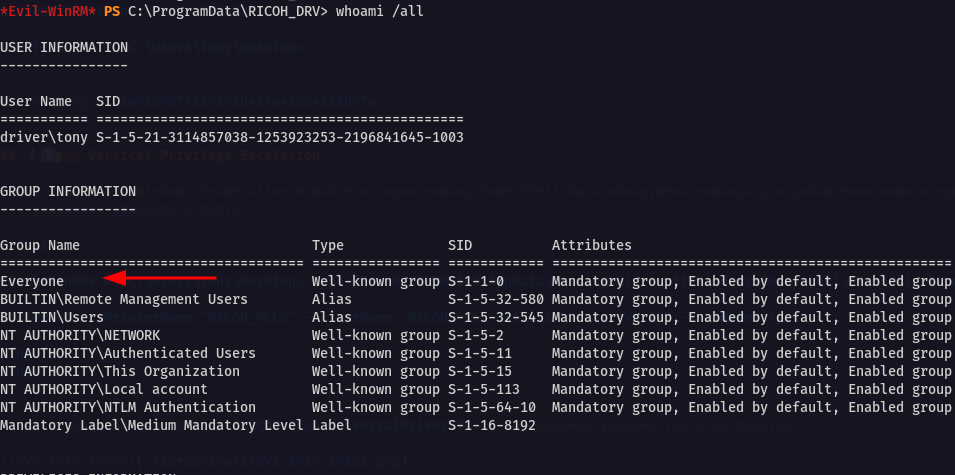 *Evil-WinRM* PS C:\ProgramData\RICOH_DRV> whoami /all
USER INFORMATION
----------------
User Name   SID
=========== ==============================================
driver\tony S-1-5-21-3114857038-1253923253-2196841645-1003
## Vertical Privilege Escalation
GROUP INFORMATION
-----------------
Group Name                             Type             SID          Attributes
====================================== ================ ============ ==================================================
Everyone                               Well-known group S-1-1-0      Mandatory group, Enabled by default, Enabled group
BUILTIN\Remote Management Users        Alias            S-1-5-32-580 Mandatory group, Enabled by default, Enabled group
BUILTIN\Users                          Alias            S-1-5-32-545 Mandatory group, Enabled by default, Enabled group
NT AUTHORITY\NETWORK                   Well-known group S-1-5-2      Mandatory group, Enabled by default, Enabled group
NT AUTHORITY\Authenticated Users       Well-known group S-1-5-11     Mandatory group, Enabled by default, Enabled group
NT AUTHORITY\This Organization         Well-known group S-1-5-15     Mandatory group, Enabled by default, Enabled group
NT AUTHORITY\Local account             Well-known group S-1-5-113    Mandatory group, Enabled by default, Enabled group
NT AUTHORITY\NTLM Authentication       Well-known group S-1-5-64-10  Mandatory group, Enabled by default, Enabled group
Mandatory Label\Medium Mandatory Level Label            S-1-16-8192